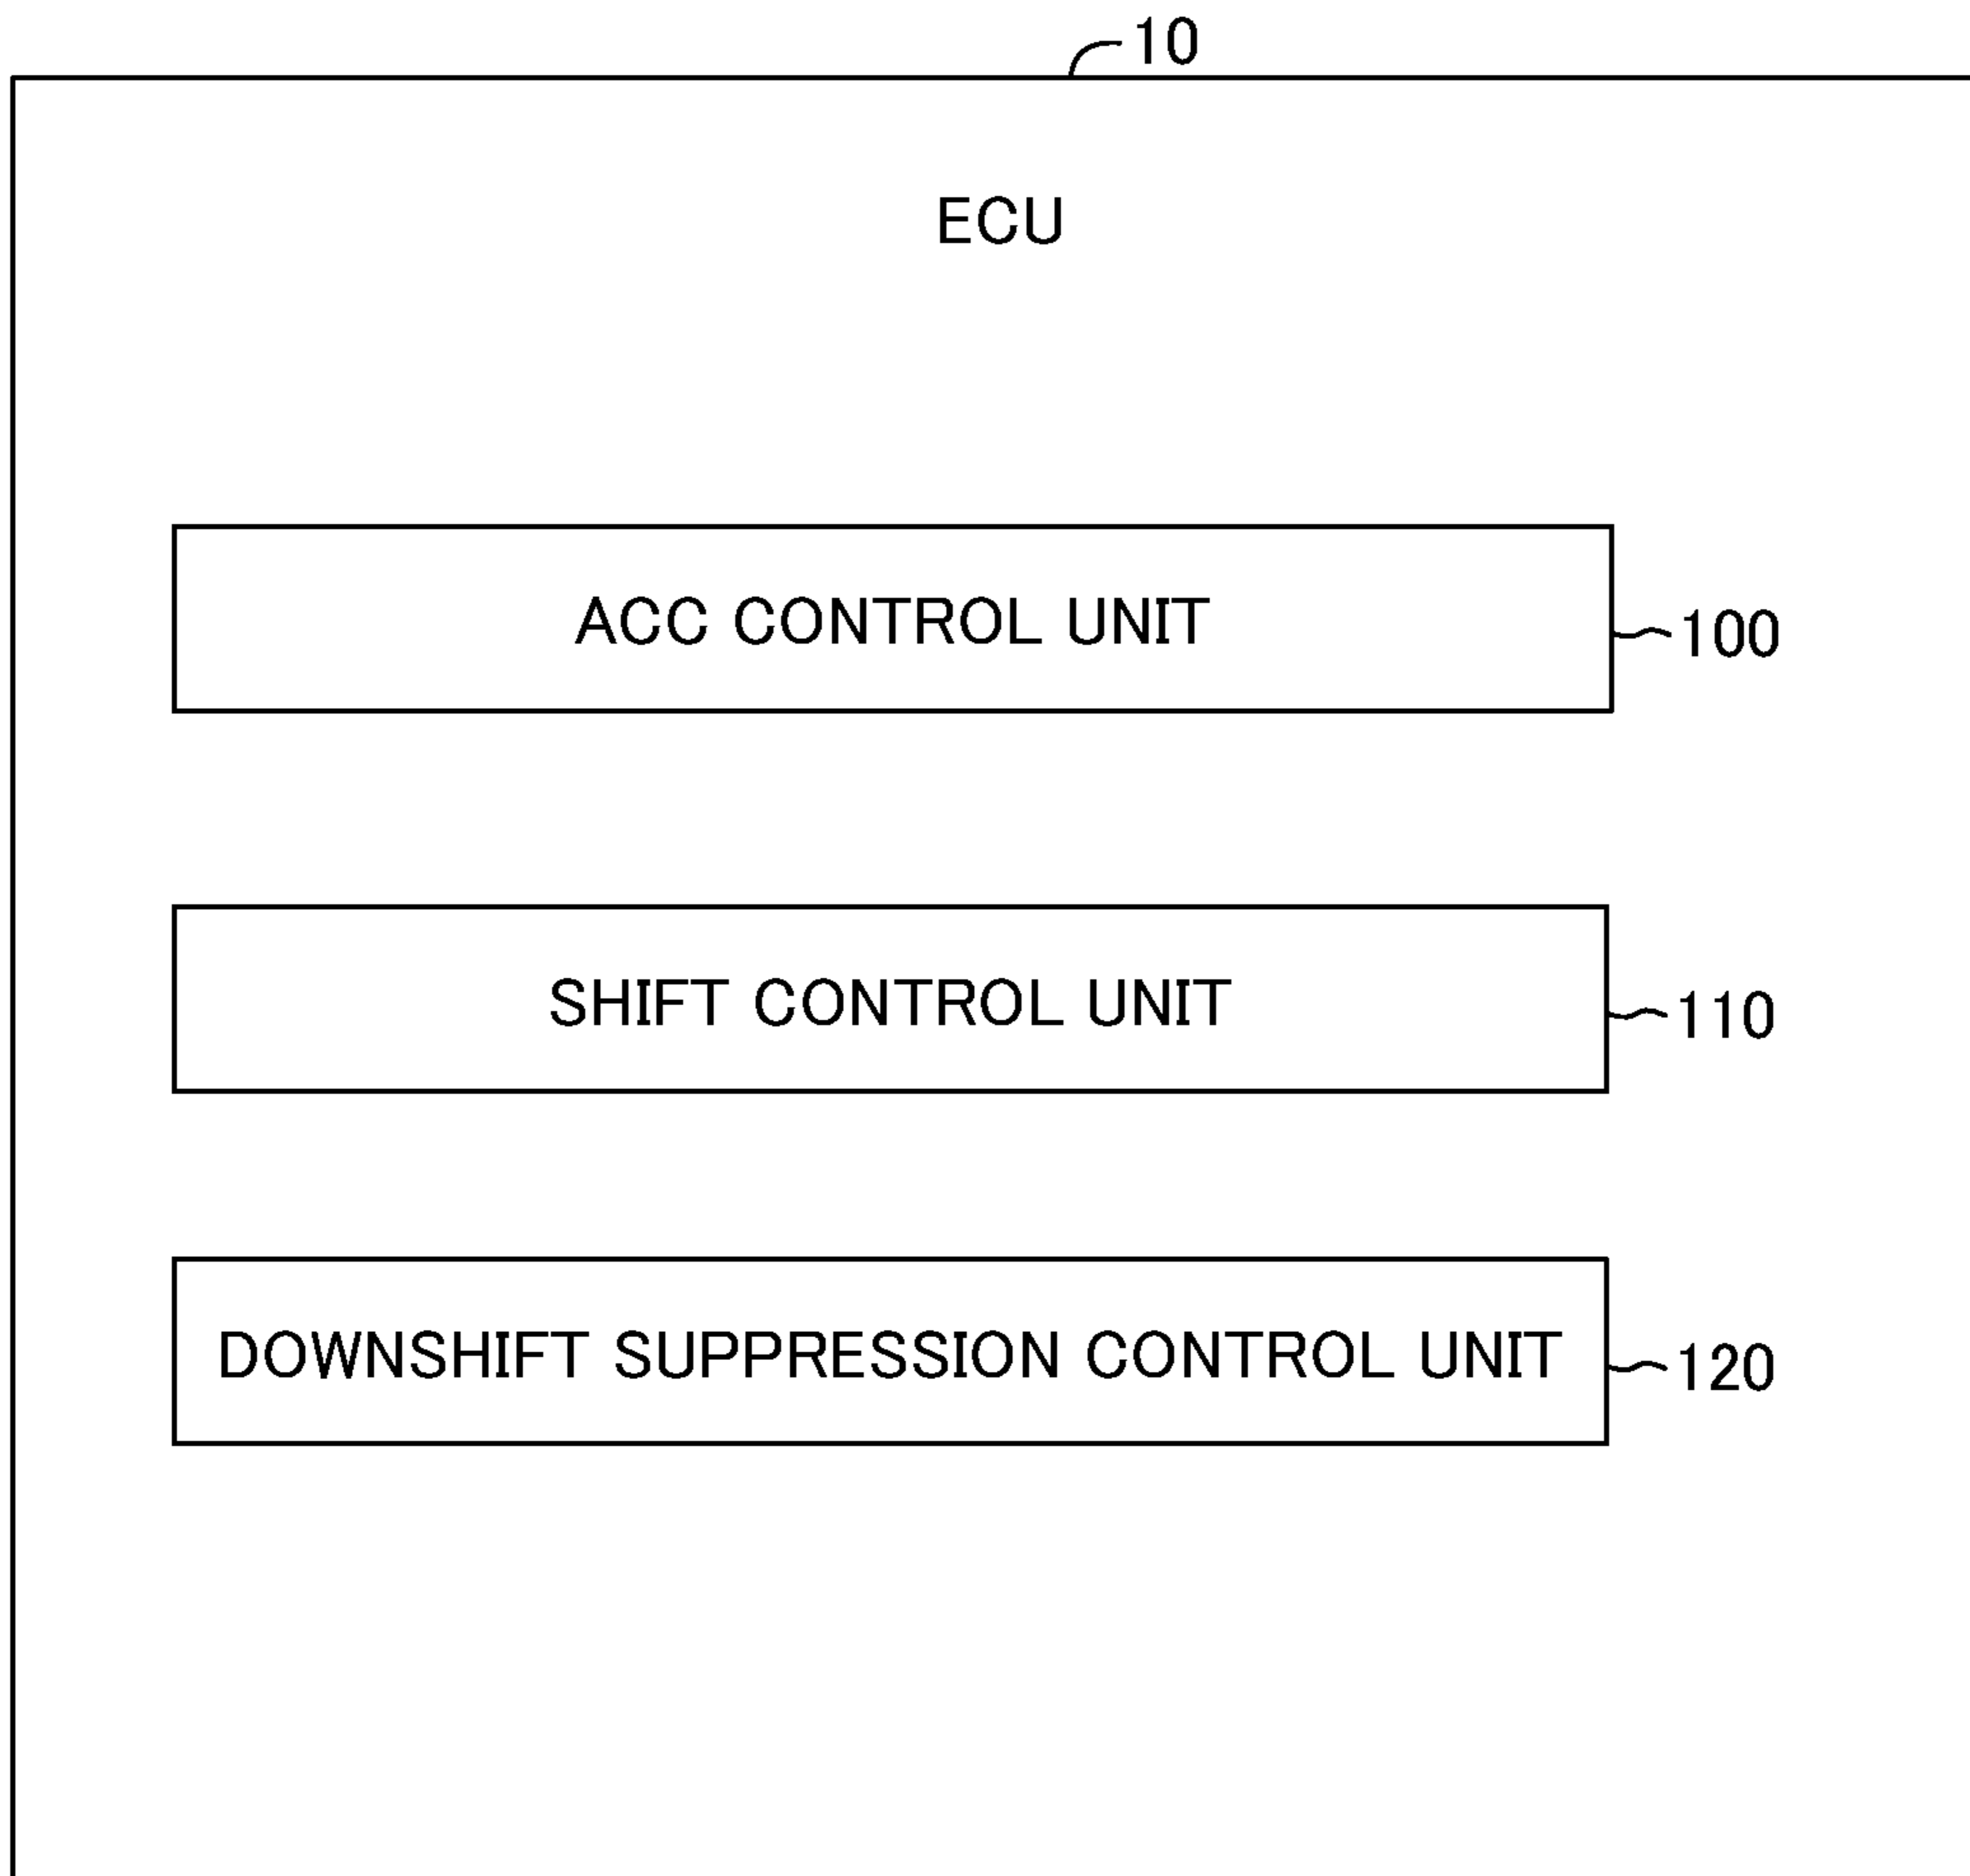 10
ECU
ACC CONTROL UNIT
100
SHIFT CONTROL UNIT
110
DOWNSHIFT SUPPRESSION CONTROL UNIT
120